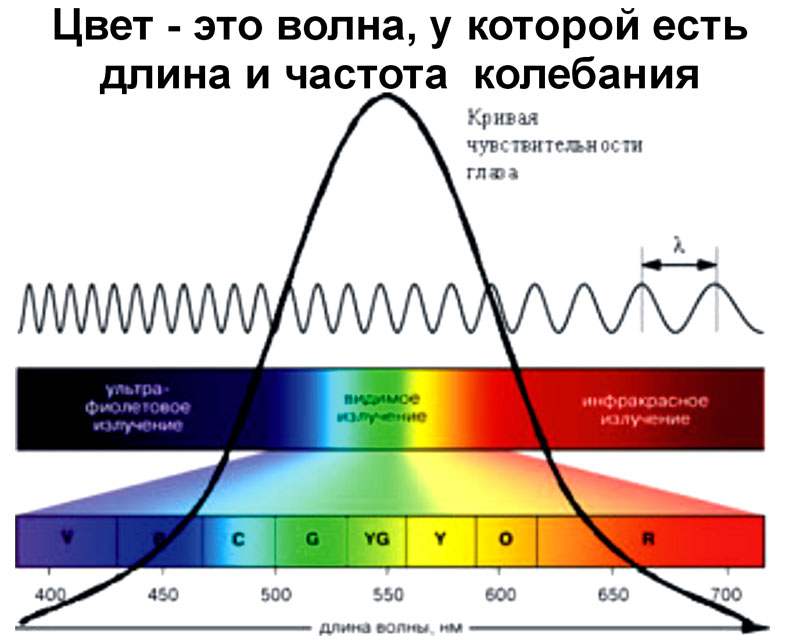 Цвет - это волна, у которой есть
длина и частота колебания
Кривая
чувствительности
глаза
λ
ультра-
фиолетовое
излучение
видимое
излучение
инфракрасное
излучение
V B C G YG Y O R
400 450 500 550 600 650 700
длина волны, нм